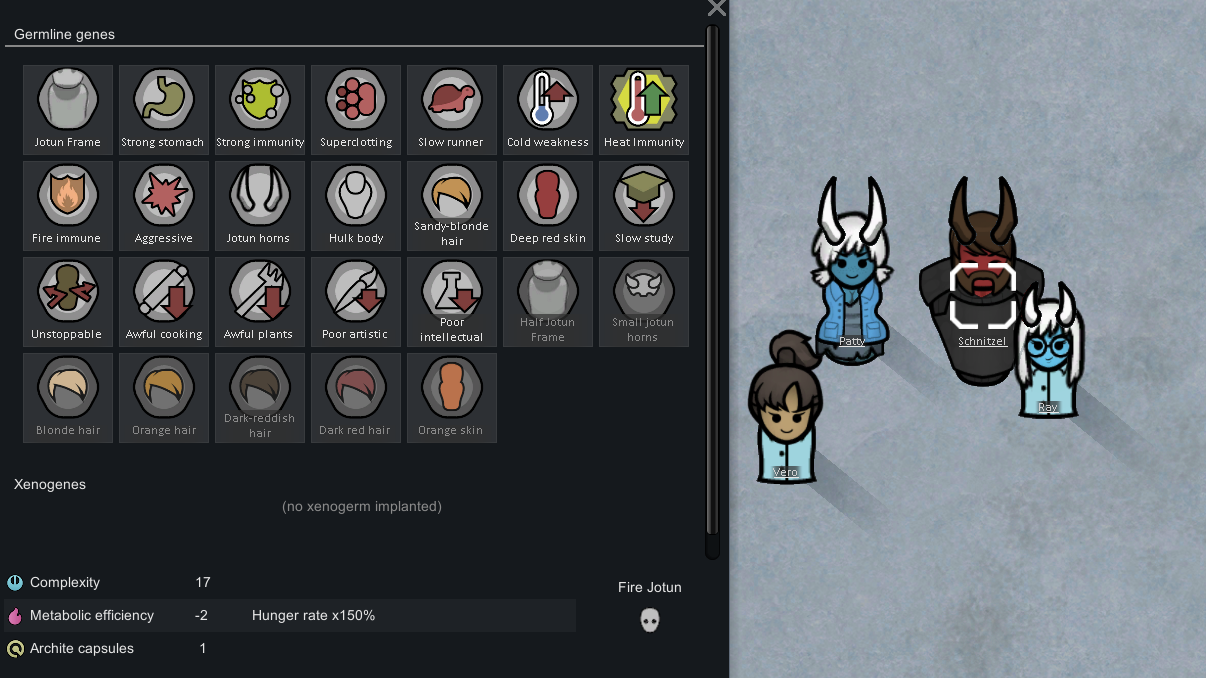 Germline genes
Jotun Frame
Strong stomach
Strong immunity
Superclotting
Slow runner
Cold weakness
Heat Immunity
Fire immune
Aggressive
Jotun horns
Hulk body
Sandy-blonde
hair
Deep red skin
Slow study
Unstoppable
Awful cooking
Awful plants
Poor artistic
Poor
intellectual
Half Jotun
Frame
Small jotun
horns
Blonde hair
Orange hair
Dark-reddish
hair
Dark red hair
Orange skin
Xenogenes
(no xenogerm implanted)
Complexity 17
Metabolic efficiency -2 Hunger rate x150%
Archite capsules 1
Fire Jotun
Patty
Schnitzel
Ray
Vero